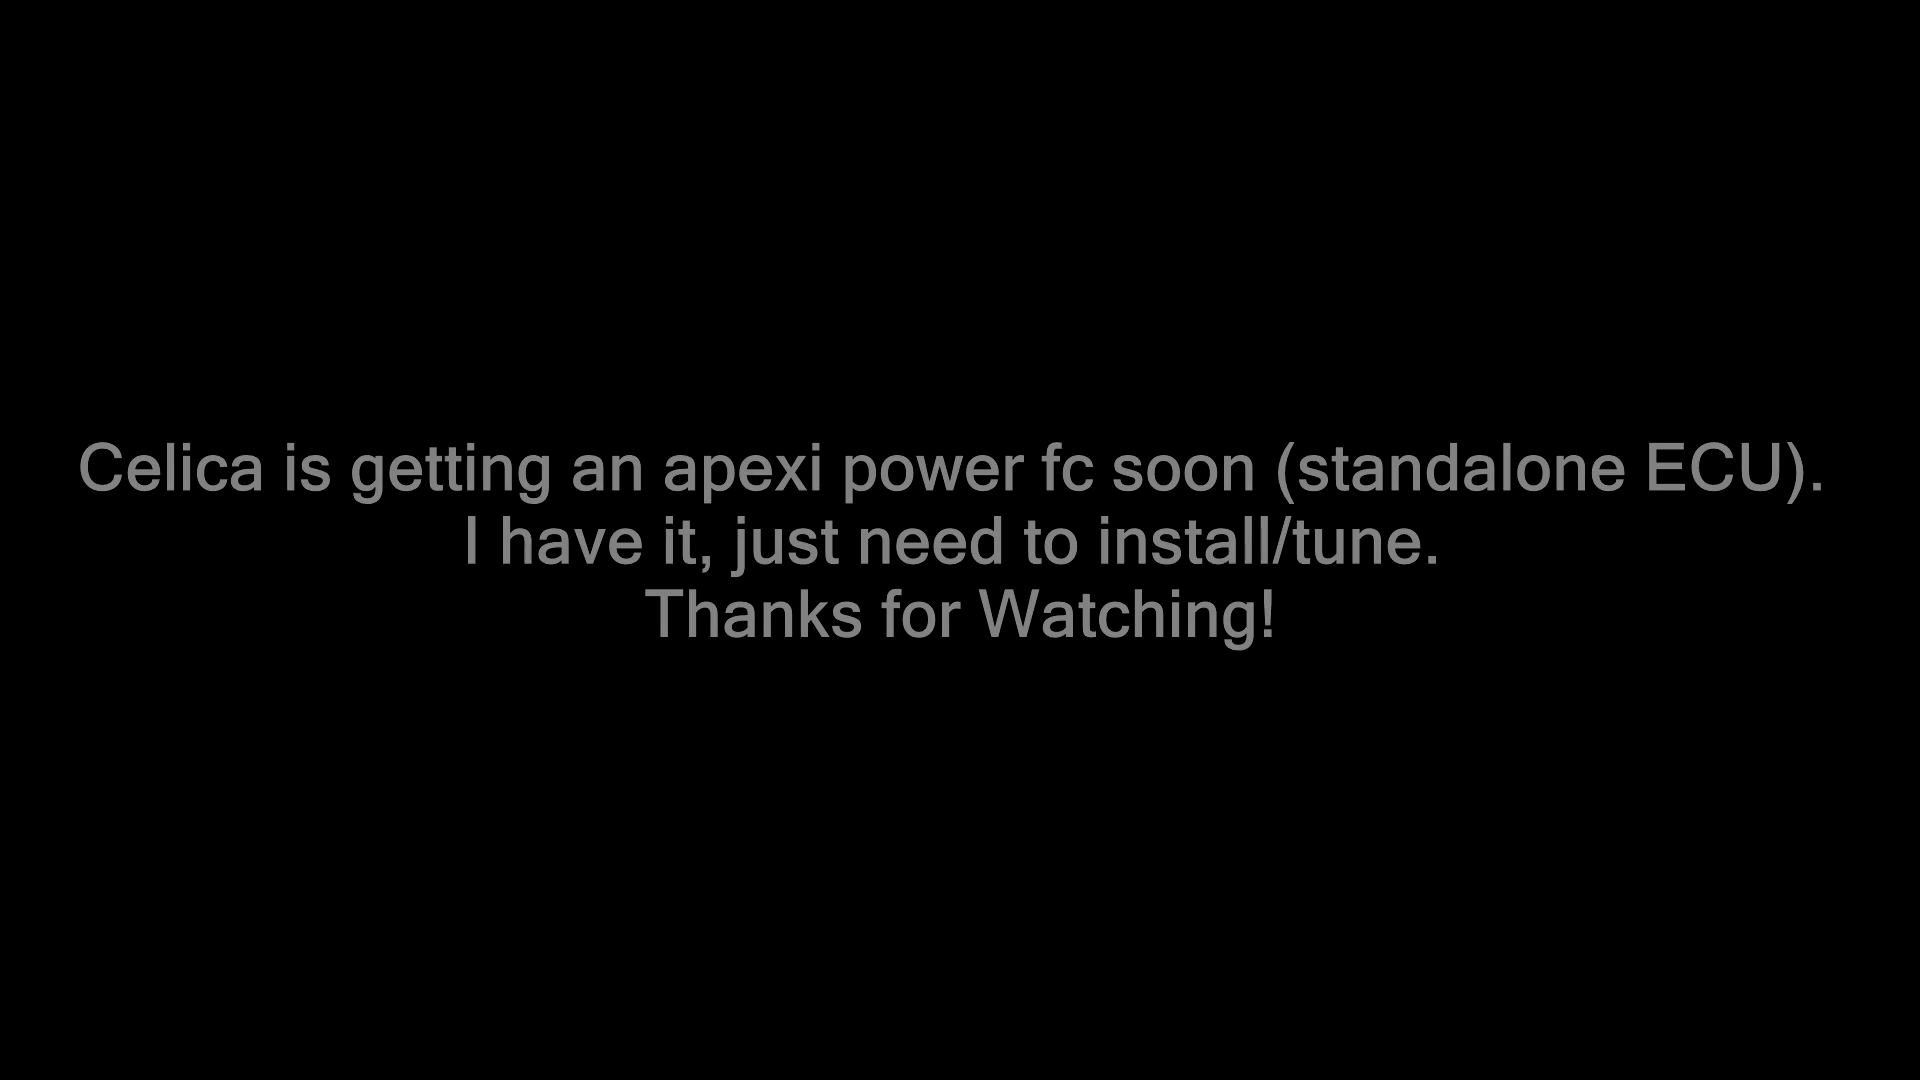 Celica is getting an apexi power fc soon (standalone ECU).
I have it, just need to install/tune.
Thanks for Watching!